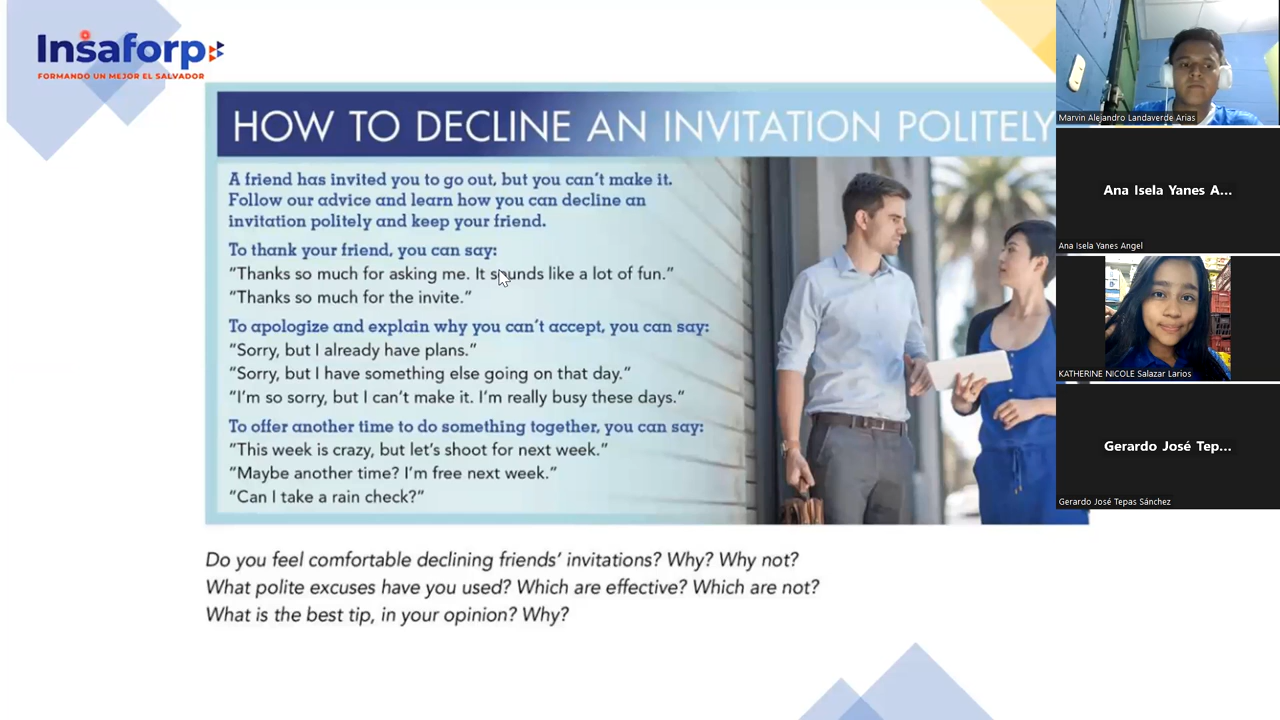 Insaforp
FORMANDO UN MEJOR EL SALVADOR
HOW TO DECLINE AN INVITATION POLITELY
A friend has invited you to go out, but you can't make it.
Follow our advice and learn how you can decline an
invitation politely and keep your friend.
To thank your friend, you can say:
"Thanks so much for asking me. It sounds like a lot of fun."
"Thanks so much for the invite."
To apologize and explain why you can't accept, you can say:
"Sorry, but I already have plans."
"Sorry, but I have something else going on that day."
"I'm so sorry, but I can't make it. I'm really busy these days."
To offer another time to do something together, you can say:
"This week is crazy, but let's shoot for next week."
"Maybe another time? I'm free next week."
"Can I take a rain check?"
Do you feel comfortable declining friends' invitations? Why? Why not?
What polite excuses have you used? Which are effective? Which are not?
What is the best tip, in your opinion? Why?
Marvin Alejandro Landaverde Arias
Ana Isela Yanes A...
Ana Isela Yanes Angel
KATHERINE NICOLE Salazar Larios
Gerardo José Tep...
Gerardo José Tepas Sánchez